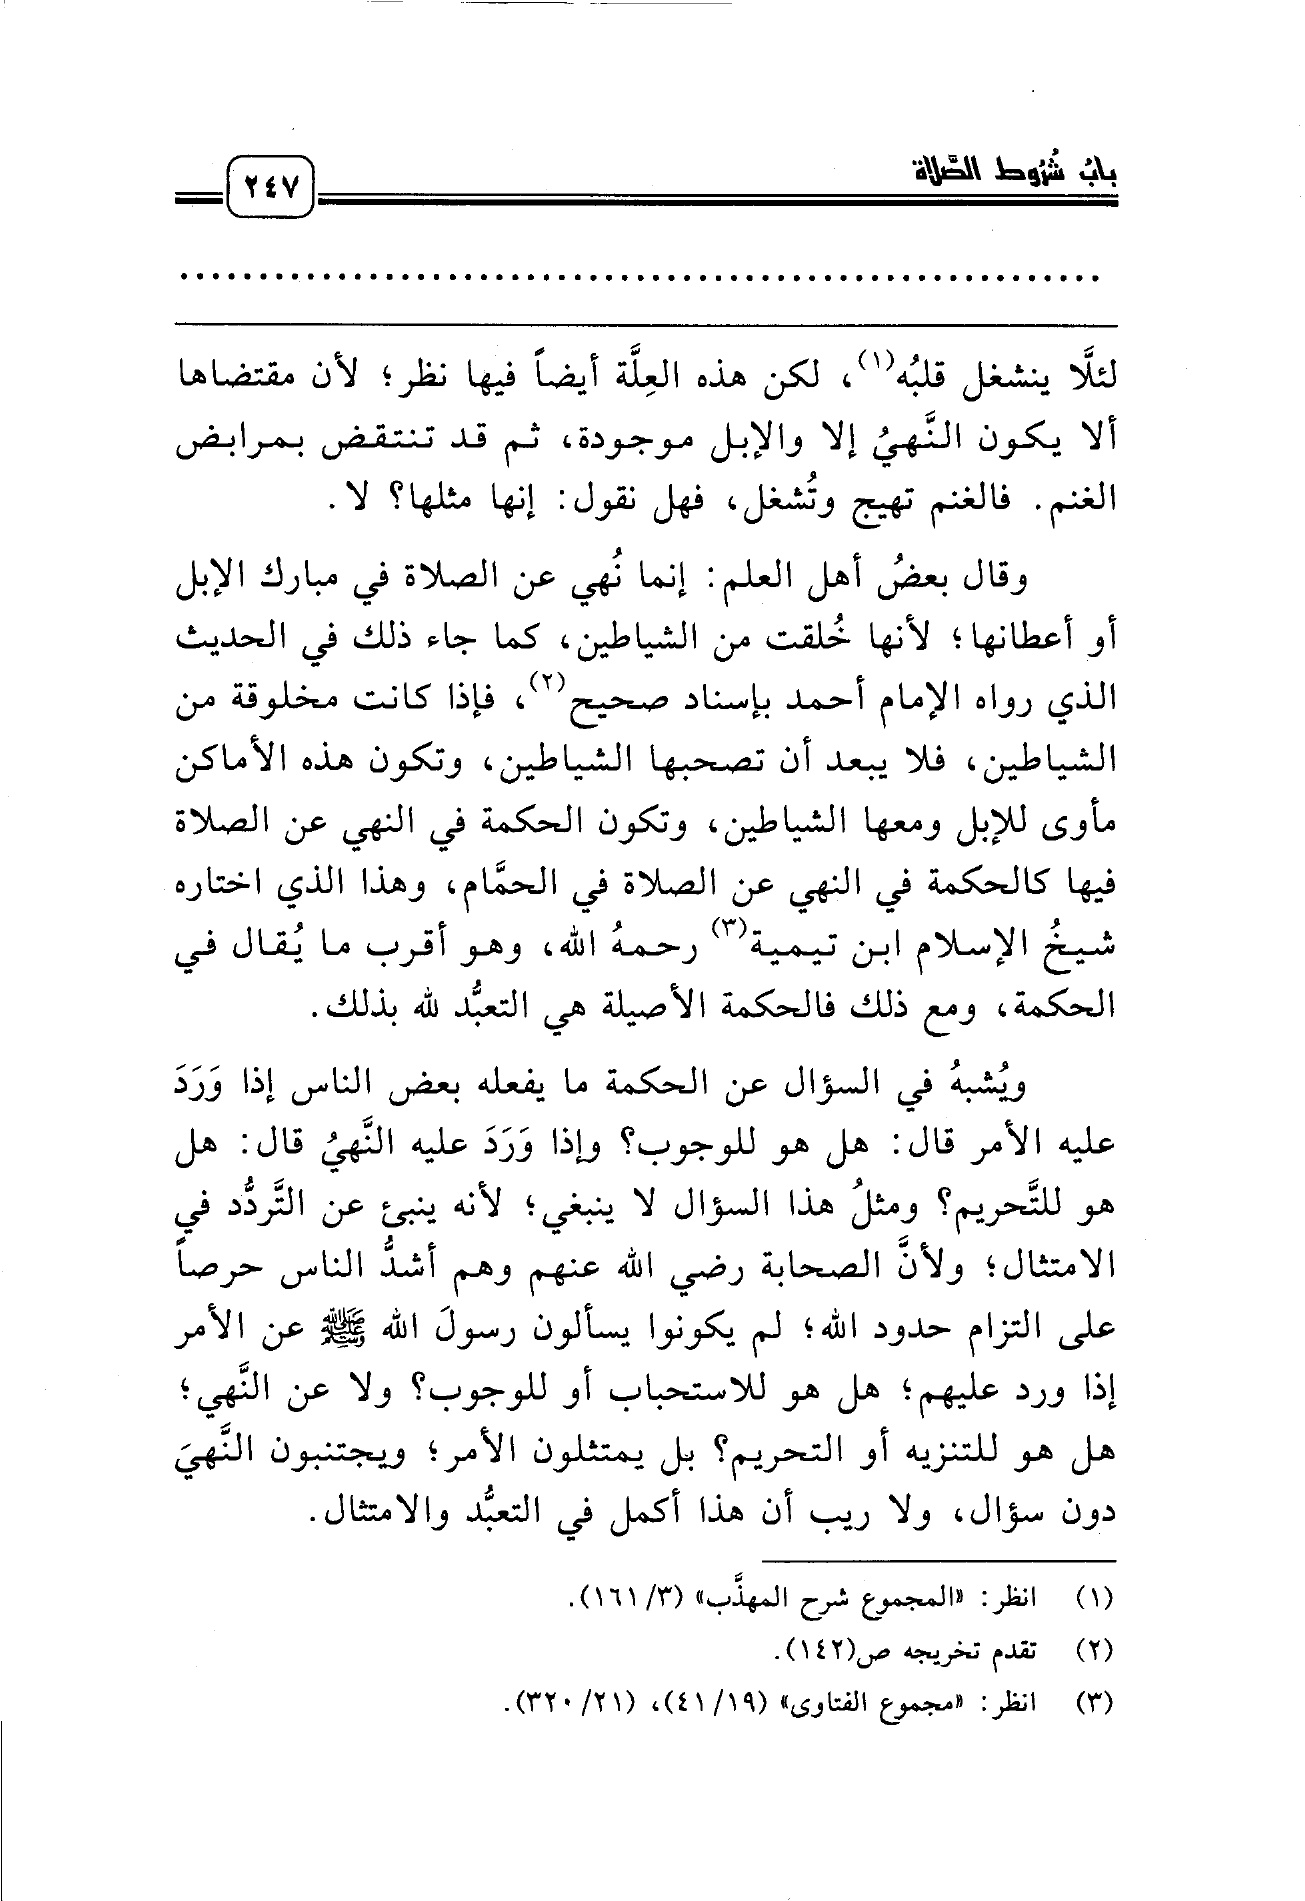 باب شُرُوط الصَّلاة
٢٤٧
لئلَّا ينشغل قلبُه(١)، لكن هذه العِلَّة أيضاً فيها نظر؛ لأن مقتضاها
ألا يكون النَّهيُ إلا والإبل موجودة، ثم قد تنتقض بمرابض
الغنم. فالغنم تهيج وتُشغل، فهل نقول: إنها مثلها؟ لا.
وقال بعضُ أهل العلم: إنما نُهي عن الصلاة في مبارك الإبل
أو أعطانها؛ لأنها خُلقت من الشياطين، كما جاء ذلك في الحديث
الذي رواه الإمام أحمد بإسناد صحيح(٢)، فإذا كانت مخلوقة من
الشياطين، فلا يبعد أن تصحبها الشياطين، وتكون هذه الأماكن
مأوى للإبل ومعها الشياطين، وتكون الحكمة في النهي عن الصلاة
فيها كالحكمة في النهي عن الصلاة في الحمَّام، وهذا الذي اختاره
شيخُ الإسلام ابن تيمية(٣) رحمهُ الله، وهو أقرب ما يُقال في
الحكمة، ومع ذلك فالحكمة الأصيلة هي التعبُّد لله بذلك.
ويُشبهُ في السؤال عن الحكمة ما يفعله بعض الناس إذا وَرَدَ
عليه الأمر قال: هل هو للوجوب؟ وإذا وَرَدَ عليه النَّهيُ قال: هل
هو للتَّحريم؟ ومثلُ هذا السؤال لا ينبغي؛ لأنه ينبئ عن التَّردُّد في
الامتثال؛ ولأنَّ الصحابة رضي الله عنهم وهم أشدُّ الناس حرصاً
على التزام حدود الله؛ لم يكونوا يسألون رسولَ الله ﷺ عن الأمر
إذا ورد عليهم؛ هل هو للاستحباب أو للوجوب؟ ولا عن النَّهي؛
هل هو للتنزيه أو التحريم؟ بل يمتثلون الأمر؛ ويجتنبون النَّهيَ
دون سؤال، ولا ريب أن هذا أكمل في التعبُّد والامتثال.
(١) انظر: «المجموع شرح المهذَّب» (٣/ ١٦١).
(٢) تقدم تخريجه ص(١٤٢).
(٣) انظر: «مجموع الفتاوى» (١٩/ ٤١)، (٢١/ ٣٢٠).